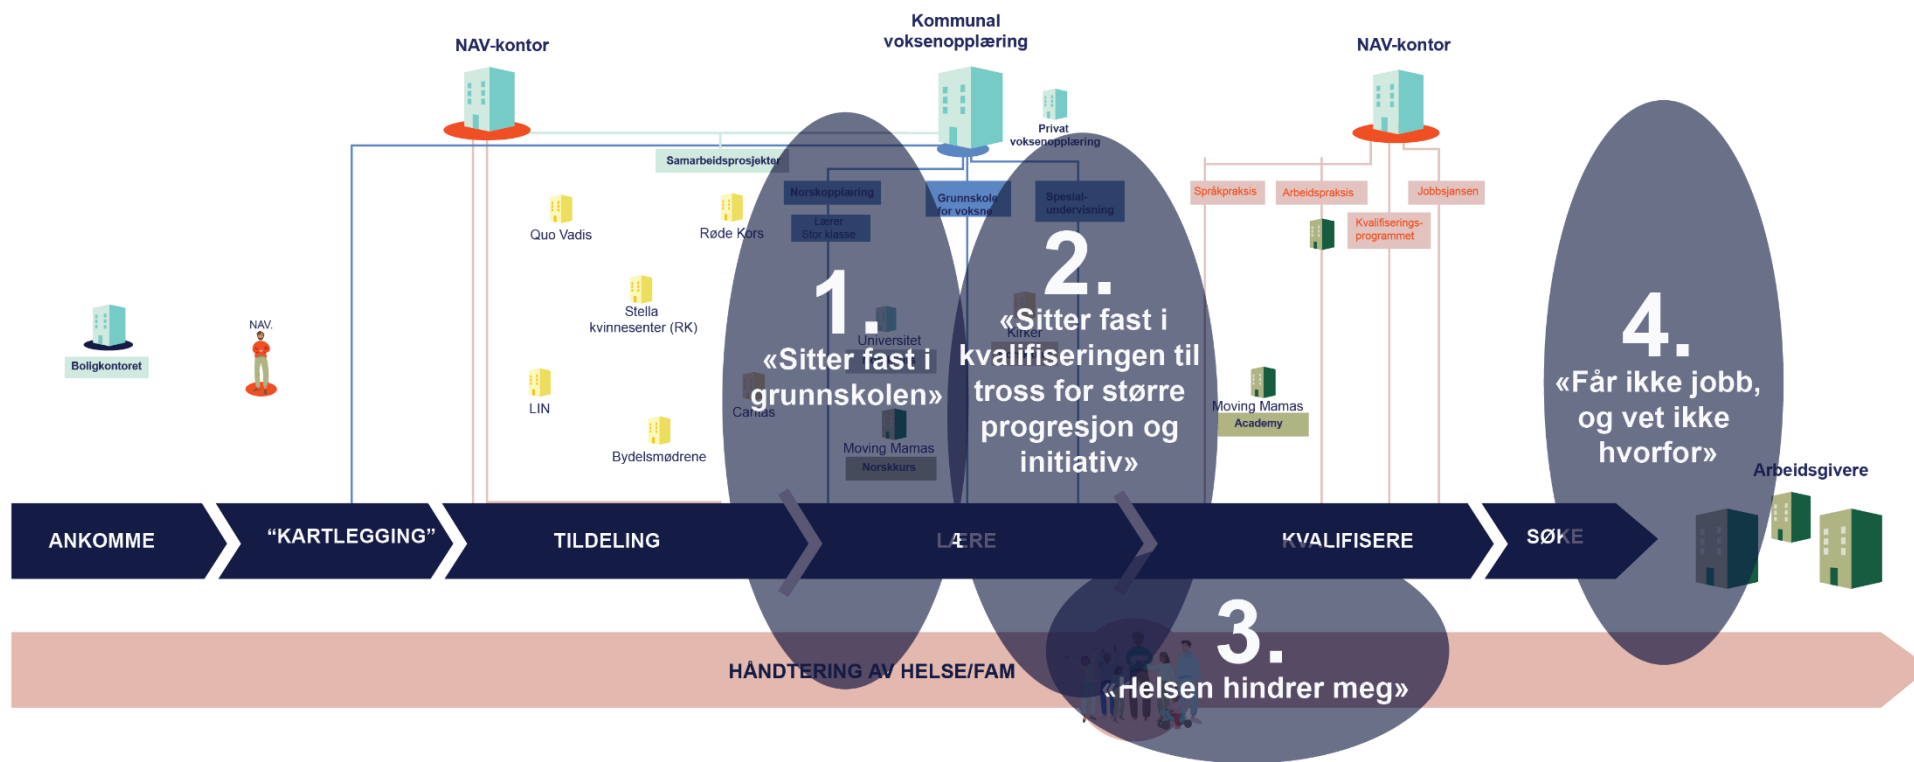 Kommunal
voksenopplæring
NAV-kontor
NAV-kontor
Privat
voksenopplæring
Samarbeidsprosjekter
Norskopplæring
Lærer
Stor klasse
Grunnskole
for voksne
Spesial-
undervisning
Språkpraksis
Arbeidspraksis
Jobbsjansen
Kvalifiserings-
programmet
Quo Vadis
Røde Kors
Stella
kvinnesenter (RK)
Boligkontoret
NAV.
LIN
Bydelsmødrene
Caritas
Universitet
Kirker
Moving Mamas
Norskkurs
Moving Mamas
Academy
1.
«Sitter fast i
grunnskolen»
2.
«Sitter fast i
kvalifiseringen til
tross for større
progresjon og
initiativ»
4.
«Får ikke jobb,
og vet ikke
hvorfor»
Arbeidsgivere
ANKOMME
“KARTLEGGING”
TILDELING
LÆRE
KVALIFISERE
SØKE
3.
«Helsen hindrer meg»
HÅNDTERING AV HELSE/FAM